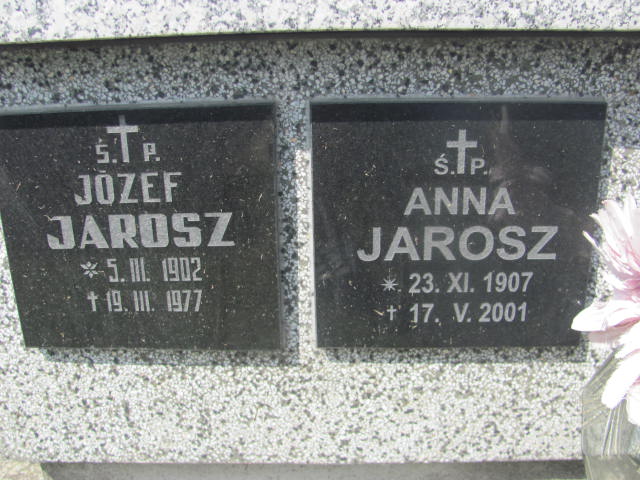 Ś. P.
JÓZEF
JAROSZ
* 5. III. 1902
† 19. III. 1977
Ś. P.
ANNA
JAROSZ
* 23. XI. 1907
† 17. V. 2001